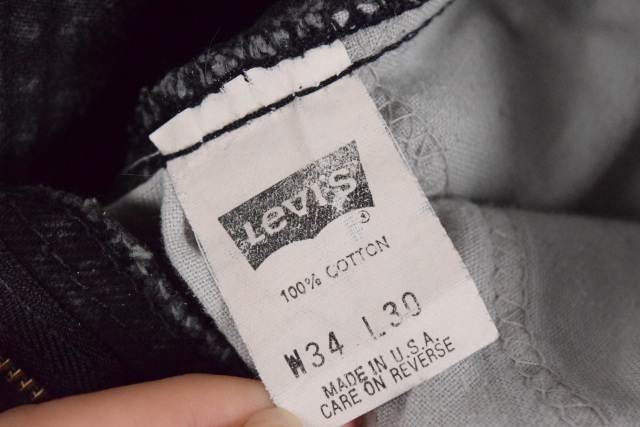 Levi's
®
100% COTTON
W34 L30
MADE IN U.S.A.
CARE ON REVERSE